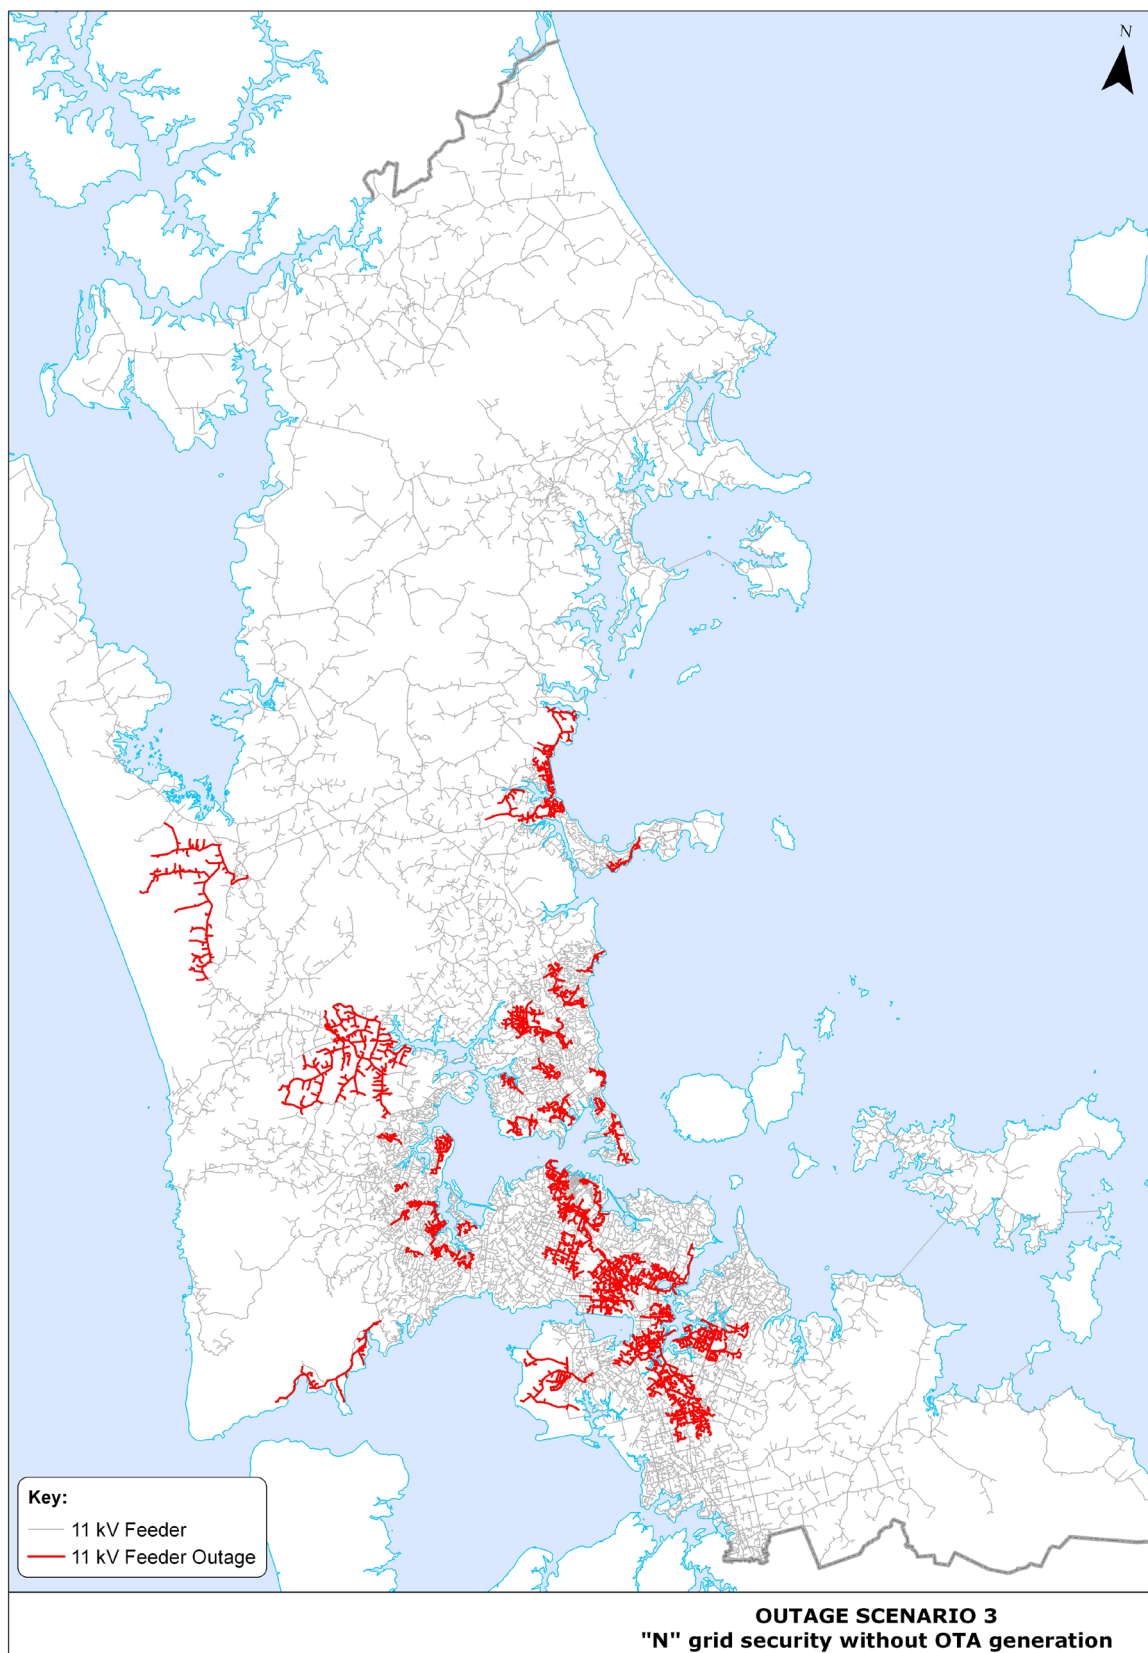 N
Key:
11 kV Feeder
11 kV Feeder Outage
OUTAGE SCENARIO 3
"N" grid security without OTA generation